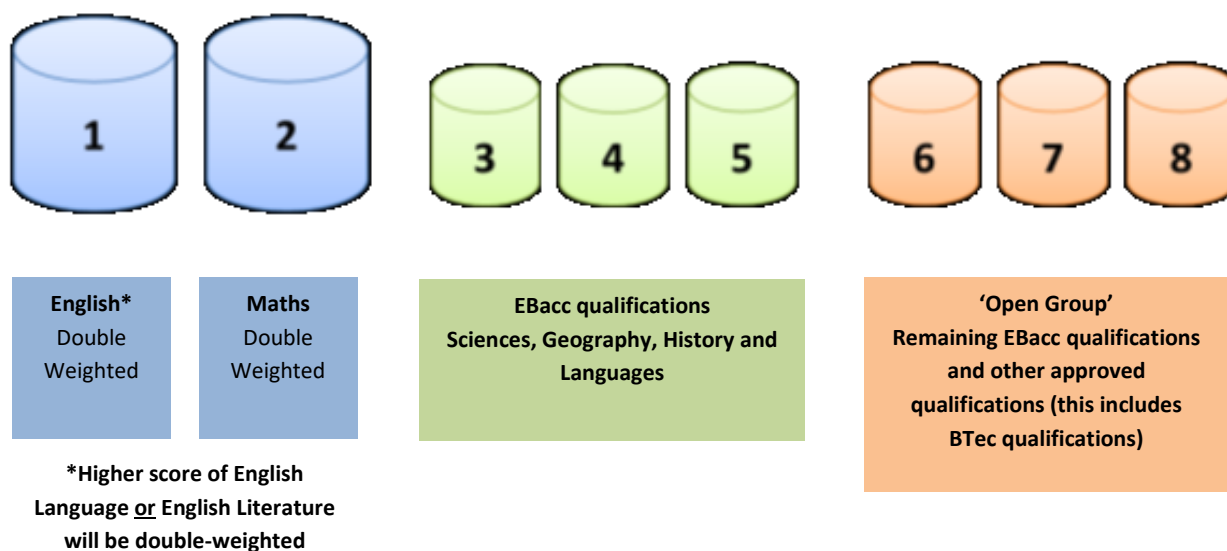 1 2 3 4 5 6 7 8
English*
Double
Weighted
Maths
Double
Weighted
EBacc qualifications
Sciences, Geography, History and
Languages
‘Open Group’
Remaining EBacc qualifications
and other approved
qualifications (this includes
BTec qualifications)
*Higher score of English
Language or English Literature
will be double-weighted